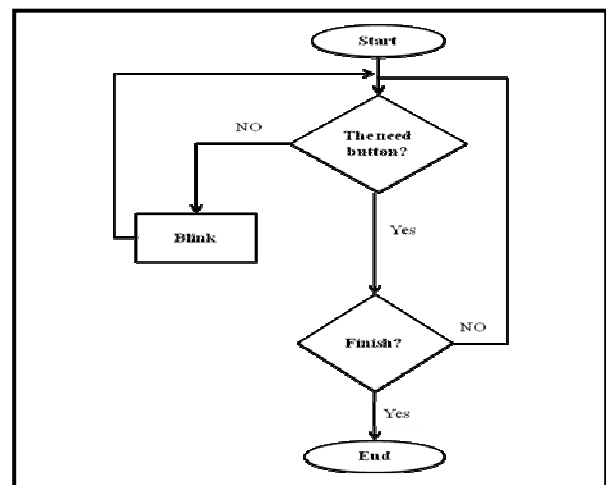 Start
The need
button?
NO
Blink
Yes
Finish?
NO
Yes
End